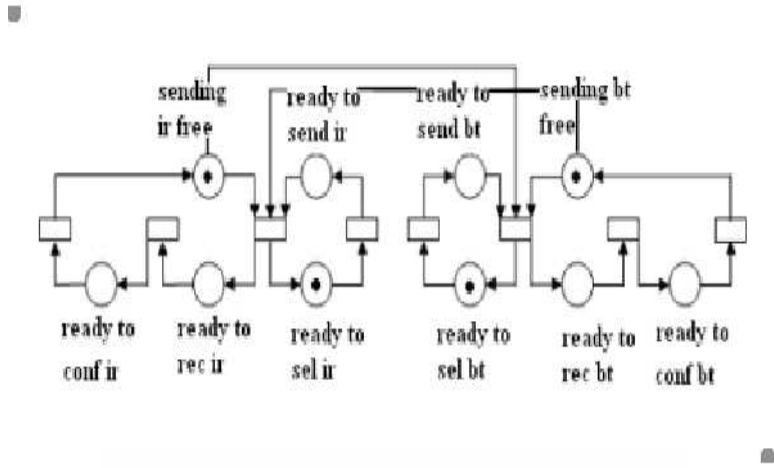 sending
ir free
ready to
send ir
ready to
send bt
sending bt
free
ready to
conf ir
ready to
rec ir
ready to
sel ir
ready to
sel bt
ready to
rec bt
ready to
conf bt